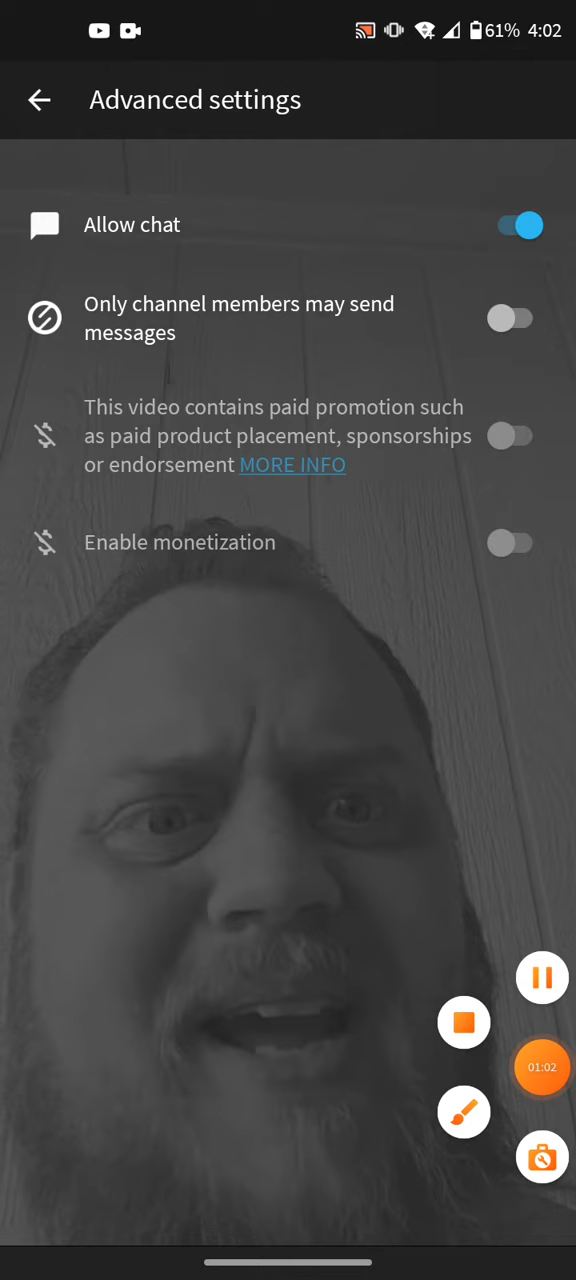 61% 4:02
Advanced settings
Allow chat
Only channel members may send
messages
This video contains paid promotion such
as paid product placement, sponsorships
or endorsement MORE INFO
Enable monetization
01:02